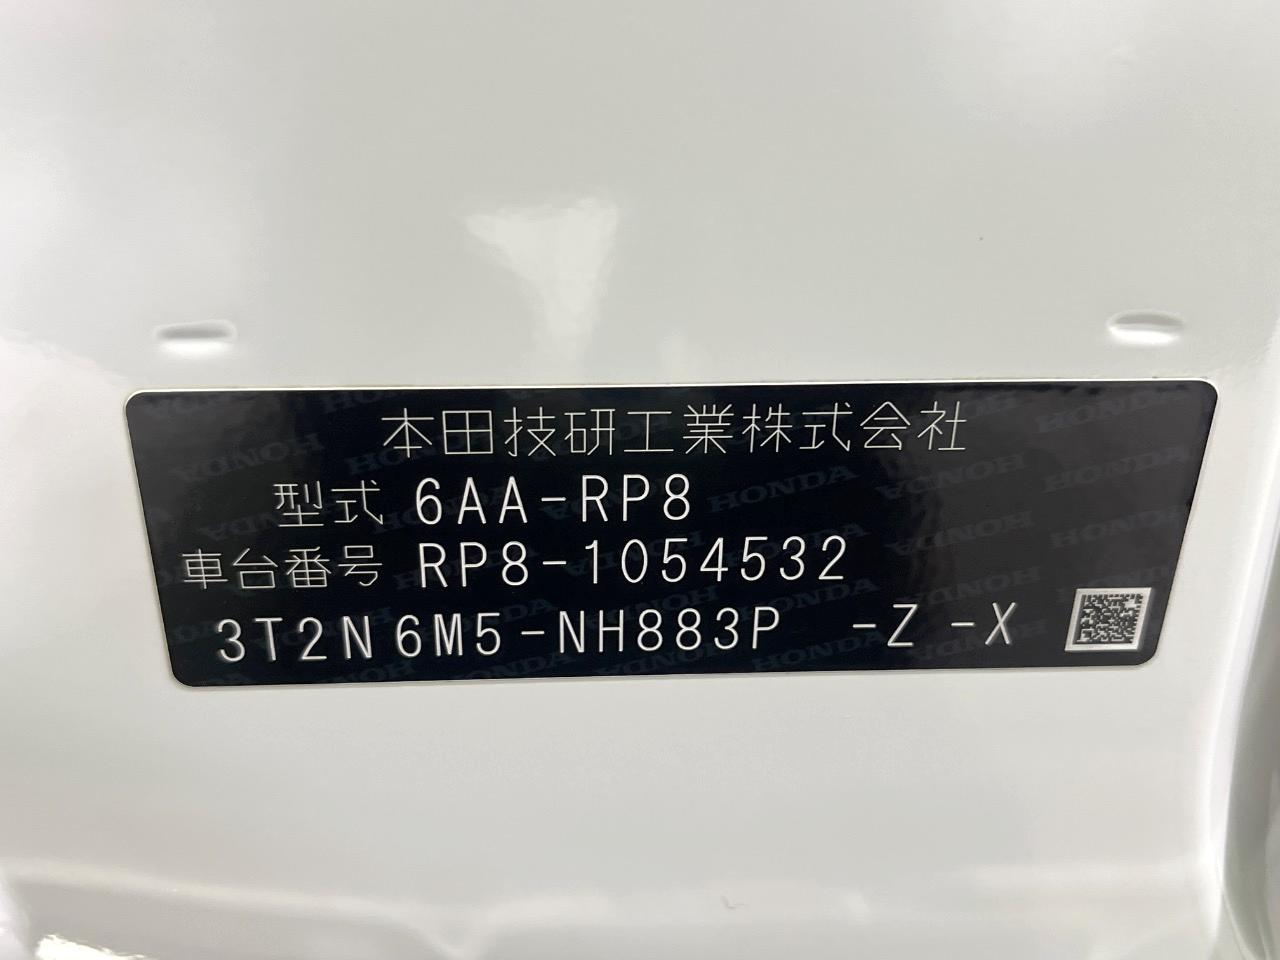 本田技研工業株式会社
型式 6AA-RP8
車台番号 RP8-1054532
3T2N6M5-NH883P -Z -X